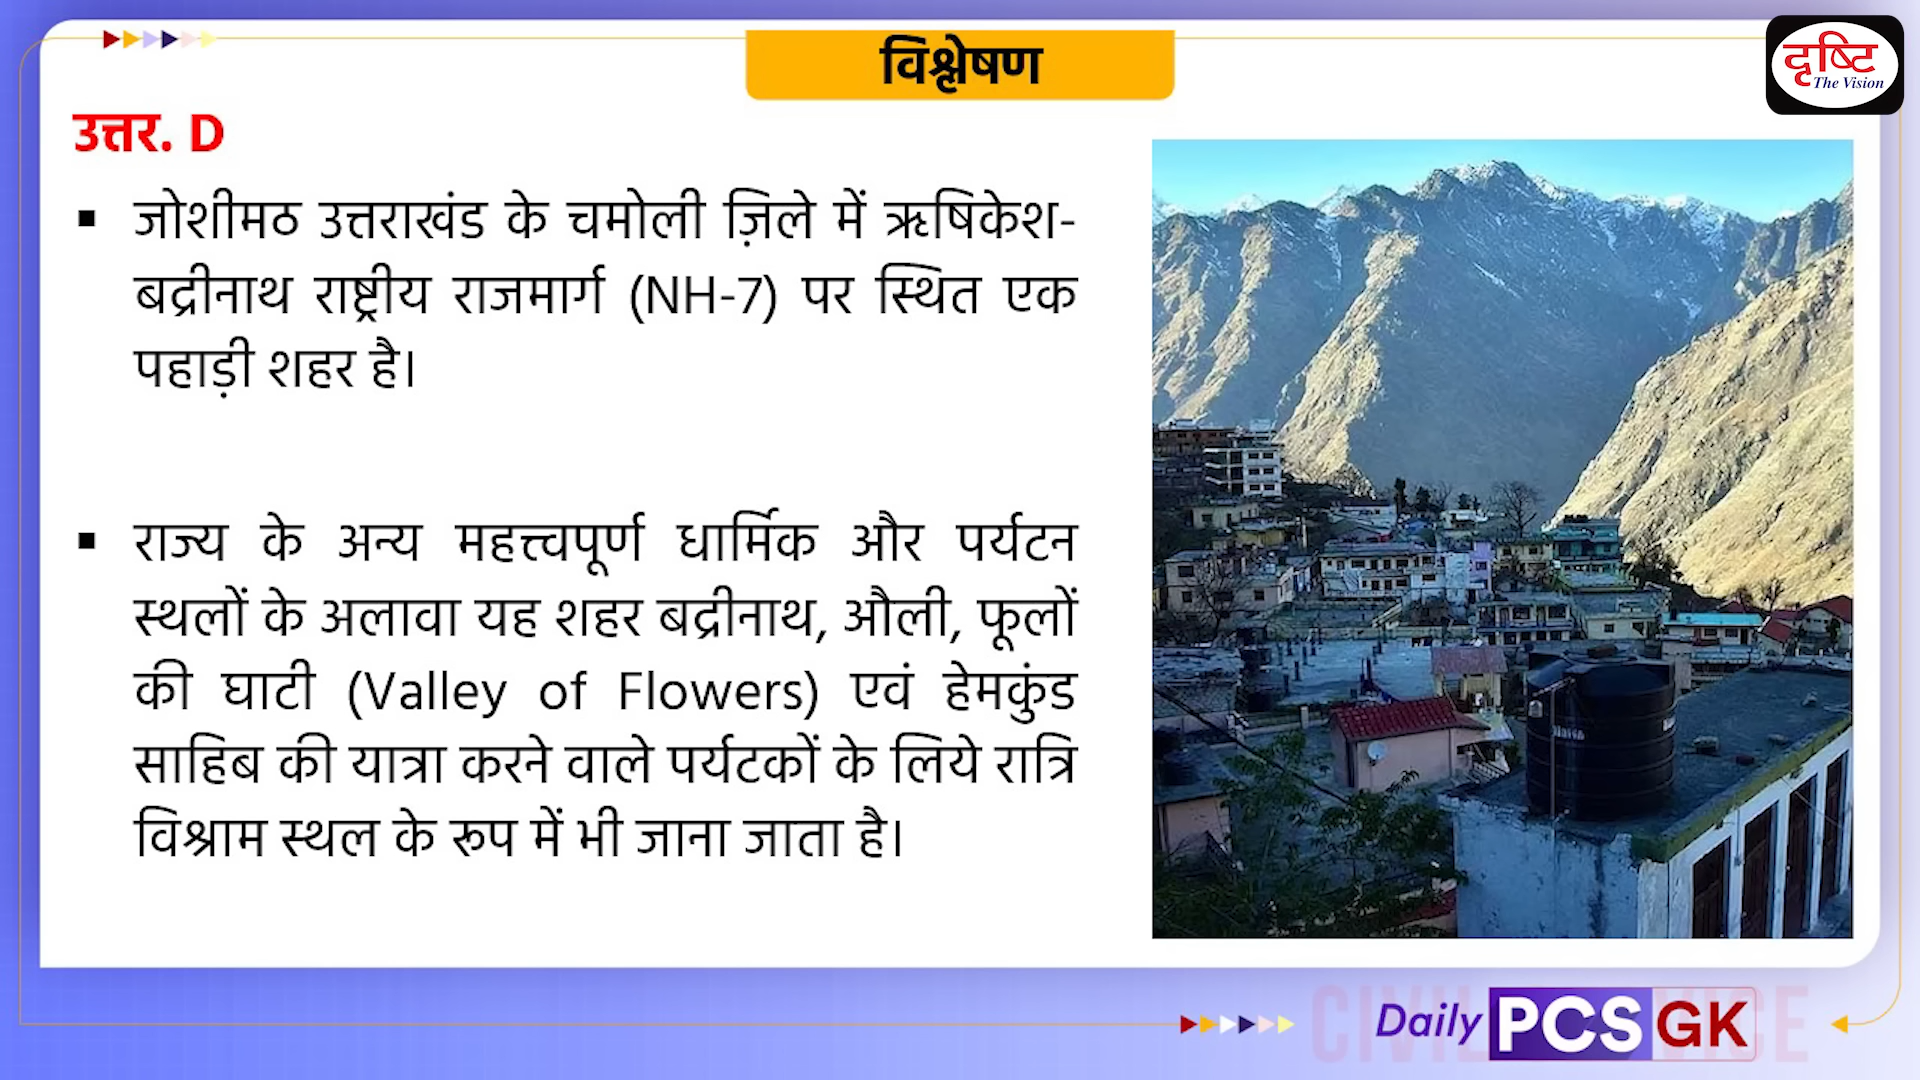 विश्लेषण
दृष्टि
The Vision
उत्तर. D
▪ जोशीमठ उत्तराखंड के चमोली ज़िले में ऋषिकेश-
बद्रीनाथ राष्ट्रीय राजमार्ग (NH-7) पर स्थित एक
पहाड़ी शहर है।
▪ राज्य के अन्य महत्त्वपूर्ण धार्मिक और पर्यटन
स्थलों के अलावा यह शहर बद्रीनाथ, औली, फूलों
की घाटी (Valley of Flowers) एवं हेमकुंड
साहिब की यात्रा करने वाले पर्यटकों के लिये रात्रि
विश्राम स्थल के रूप में भी जाना जाता है।
Daily PCS GK